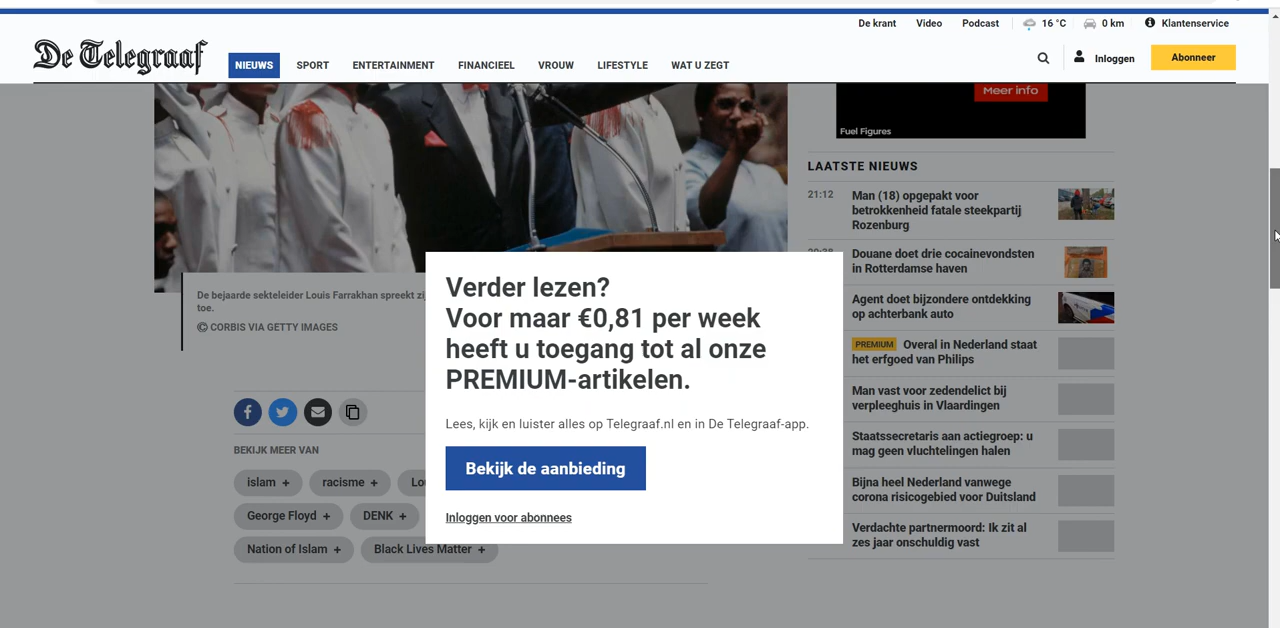 De krant Video Podcast 16 °C 0 km Klantenservice
De Telegraaf NIEUWS SPORT ENTERTAINMENT FINANCIEEL VROUW LIFESTYLE WAT U ZEGT Inloggen Abonneer
Meer info
Fuel Figures
De bejaarde sekteleider Louis Farrakhan spreekt
toe.
© CORBIS VIA GETTY IMAGES
BEKIJK MEER VAN
islam +
racisme +
Lou
George Floyd +
DENK +
Nation of Islam +
Black Lives Matter +
Verder lezen?
Voor maar €0,81 per week
heeft u toegang tot al onze
PREMIUM-artikelen.
Lees, kijk en luister alles op Telegraaf.nl en in De Telegraaf-app.
Bekijk de aanbieding
Inloggen voor abonnees
LAATSTE NIEUWS
21:12 Man (18) opgepakt voor
betrokkenheid fatale steekpartij
Rozenburg
Douane doet drie cocaïnevondsten
in Rotterdamse haven
Agent doet bijzondere ontdekking
op achterbank auto
PREMIUM Overal in Nederland staat
het erfgoed van Philips
Man vast voor zedendelict bij
verpleeghuis in Vlaardingen
Staatssecretaris aan actiegroep: u
mag geen vluchtelingen halen
Bijna heel Nederland vanwege
corona risicogebied voor Duitsland
Verdachte partnermoord: Ik zit al
zes jaar onschuldig vast